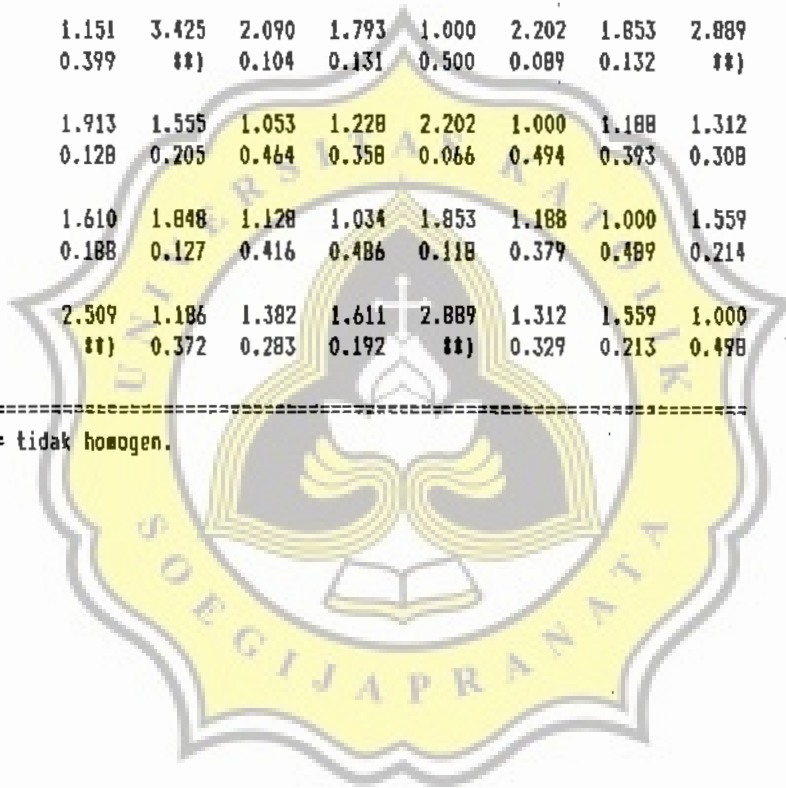 1.151 3.425 2.090 1.793 1.000 2.202 1.853 2.889
0.399 **) 0.104 0.131 0.500 0.089 0.132 **)
1.913 1.555 1.053 1.228 2.202 1.000 1.188 1.312
0.128 0.205 0.464 0.358 0.066 0.494 0.393 0.308
1.610 1.848 1.128 1.034 1.853 1.188 1.000 1.559
0.188 0.127 0.416 0.486 0.118 0.379 0.489 0.214
2.509 1.186 1.382 1.611 2.889 1.312 1.559 1.000
**) 0.372 0.283 0.192 **) 0.329 0.213 0.498
= tidak homogen.
UNIVERSITAS KATOLIK
SOEGIJAPRANATA